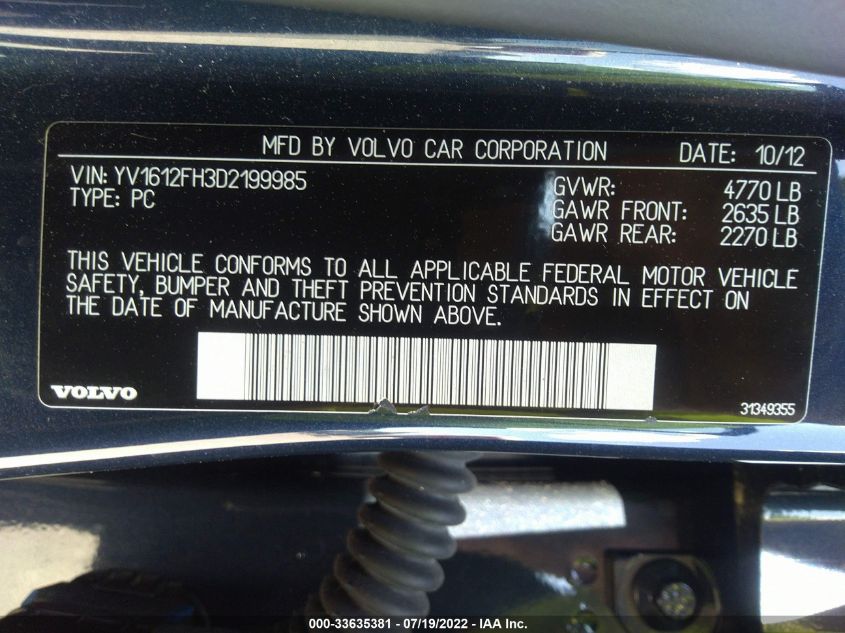 MFD BY VOLVO CAR CORPORATION DATE: 10/12
VIN: YV1612FH3D2199985 GVWR: 4770 LB
TYPE: PC GAWR FRONT: 2635 LB
GAWR REAR: 2270 LB
THIS VEHICLE CONFORMS TO ALL APPLICABLE FEDERAL MOTOR VEHICLE
SAFETY, BUMPER AND THEFT PREVENTION STANDARDS IN EFFECT ON
THE DATE OF MANUFACTURE SHOWN ABOVE.
VOLVO 31349355
000-33635381 - 07/19/2022 - IAA Inc.